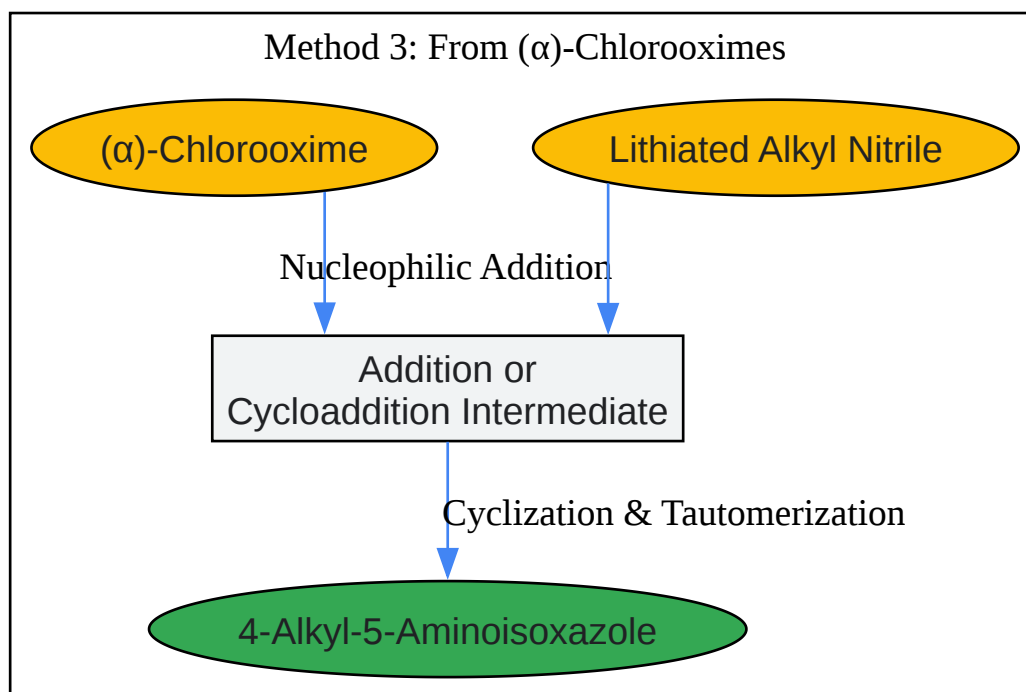 Method 3: From (α)-Chlorooximes
(α)-Chlorooxime
Lithiated Alkyl Nitrile
Nucleophilic Addition
Addition or
Cycloaddition Intermediate
Cyclization & Tautomerization
4-Alkyl-5-Aminoisoxazole